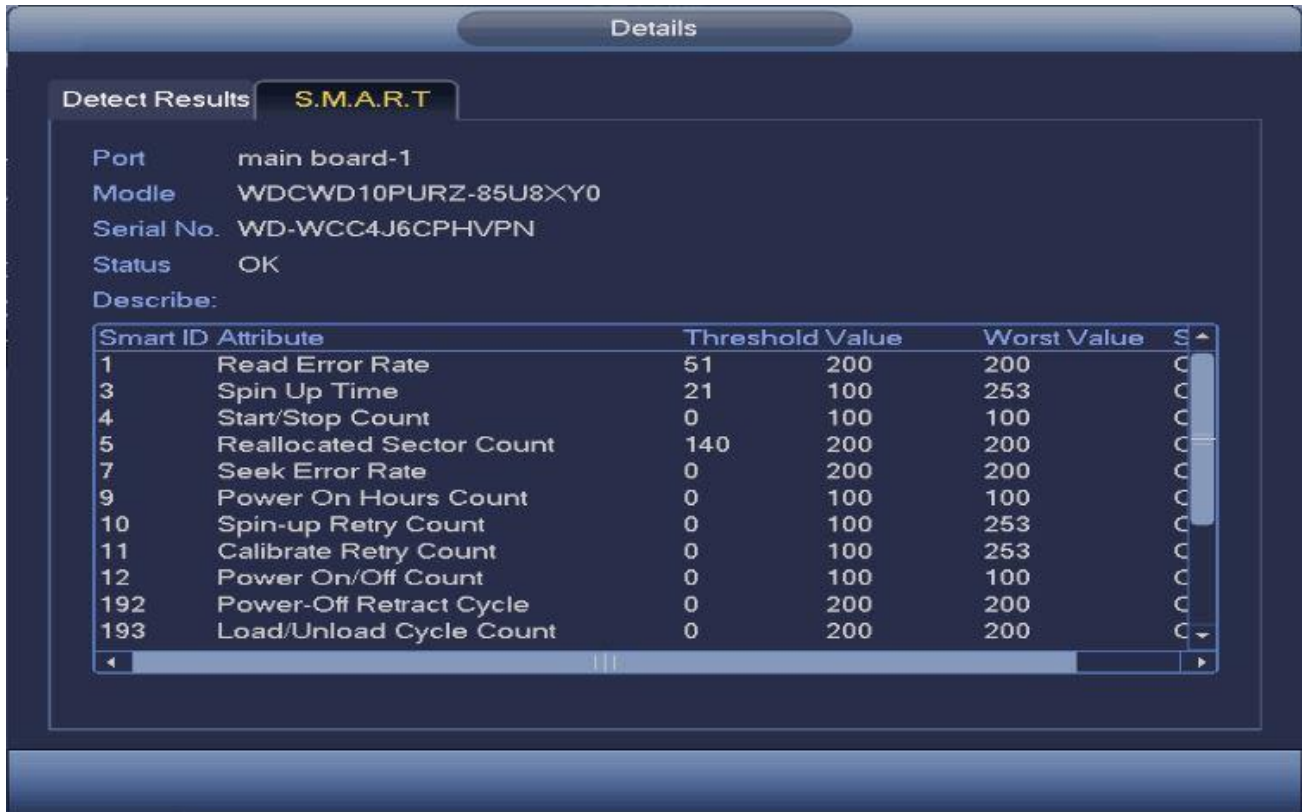 Details
Detect Results S.M.A.R.T
Port main board-1
Modle WDCWD10PURZ-85U8XY0
Serial No. WD-WCC4J6CPHVPN
Status OK
Describe:
Smart ID Attribute Threshold Value Worst Value S
1 Read Error Rate 51 200 200
3 Spin Up Time 21 100 253
4 Start/Stop Count 0 100 100
5 Reallocated Sector Count 140 200 200
7 Seek Error Rate 0 200 200
9 Power On Hours Count 0 100 100
10 Spin-up Retry Count 0 100 253
11 Calibrate Retry Count 0 100 253
12 Power On/Off Count 0 100 100
192 Power-Off Retract Cycle 0 200 200
193 Load/Unload Cycle Count 0 200 200